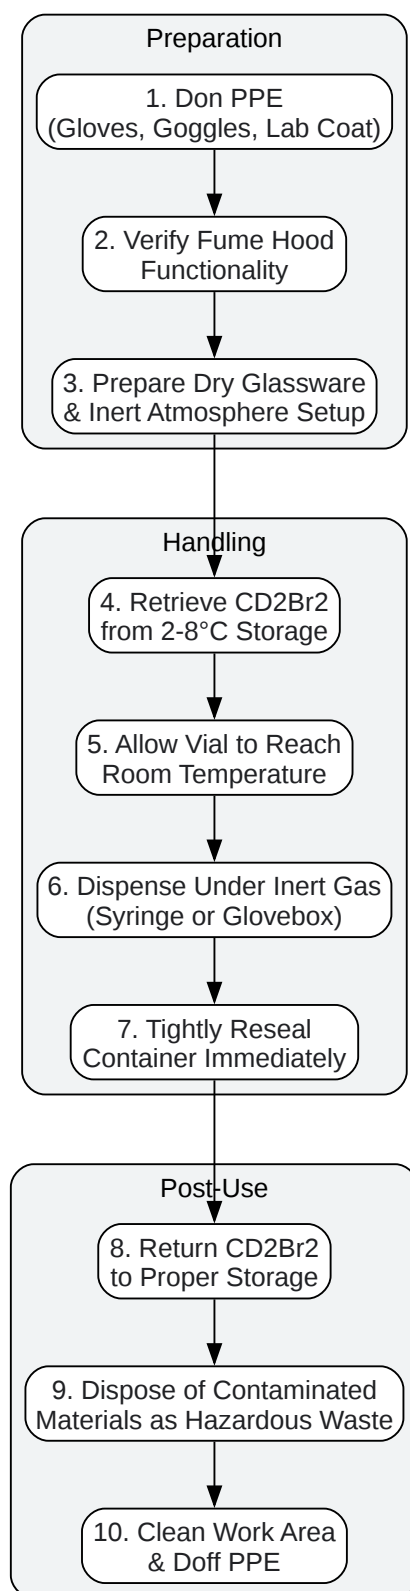 Preparation
1. Don PPE
(Gloves, Goggles, Lab Coat)
2. Verify Fume Hood
Functionality
3. Prepare Dry Glassware
& Inert Atmosphere Setup
Handling
4. Retrieve CD2Br2
from 2-8°C Storage
5. Allow Vial to Reach
Room Temperature
6. Dispense Under Inert Gas
(Syringe or Glovebox)
7. Tightly Reseal
Container Immediately
Post-Use
8. Return CD2Br2
to Proper Storage
9. Dispose of Contaminated
Materials as Hazardous Waste
10. Clean Work Area
& Doff PPE